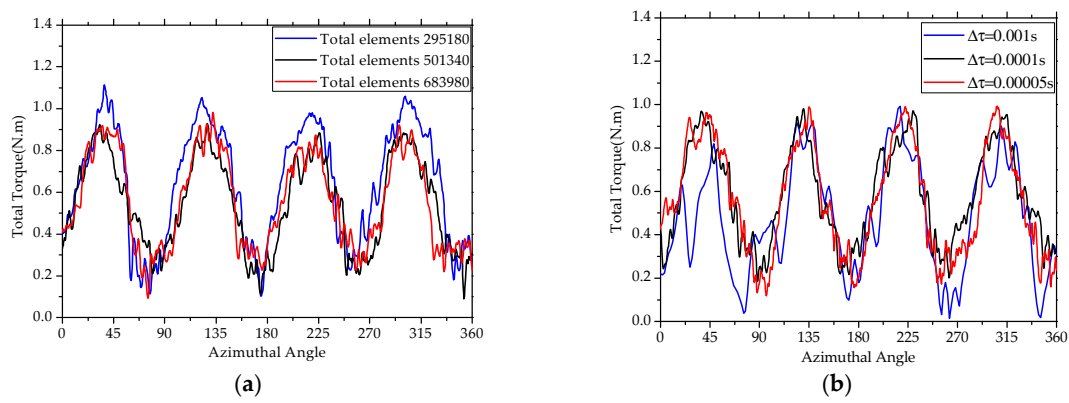 1.4
1.2
1.0
0.8
0.6
0.4
0.2
0.0
Total Torque(N.m)
Total elements 295180
Total elements 501340
Total elements 683980
0 45 90 135 180 225 270 315 360
Azimuthal Angle
(a)
1.4
1.2
1.0
0.8
0.6
0.4
0.2
0.0
Total Torque(N.m)
Δτ=0.001s
Δτ=0.0001s
Δτ=0.00005s
0 45 90 135 180 225 270 315 360
Azimuthal Angle
(b)